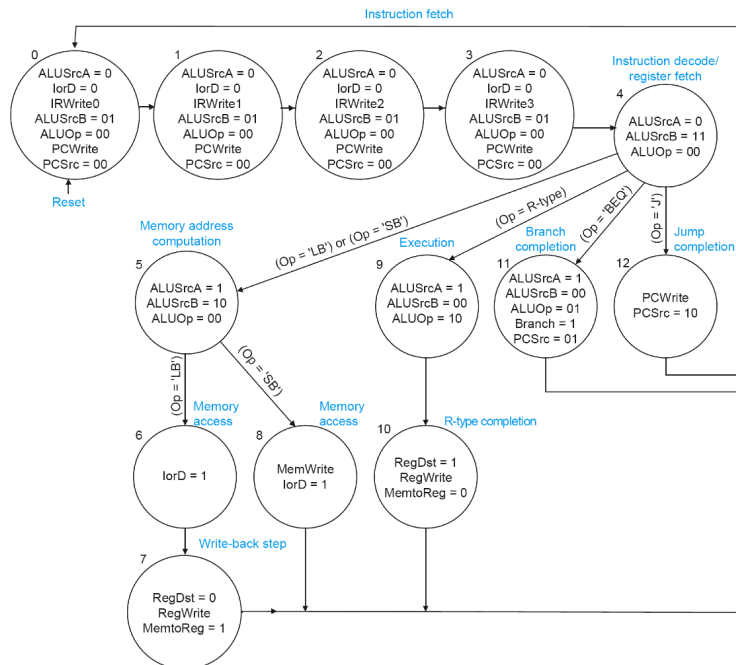 Instruction fetch
0
ALUSrcA = 0
IorD = 0
IRWrite0
ALUSrcB = 01
ALUOp = 00
PCWrite
PCSrc = 00
Reset
1
ALUSrcA = 0
IorD = 0
IRWrite1
ALUSrcB = 01
ALUOp = 00
PCWrite
PCSrc = 00
2
ALUSrcA = 0
IorD = 0
IRWrite2
ALUSrcB = 01
ALUOp = 00
PCWrite
PCSrc = 00
3
ALUSrcA = 0
IorD = 0
IRWrite3
ALUSrcB = 01
ALUOp = 00
PCWrite
PCSrc = 00
Instruction decode/
register fetch
4
ALUSrcA = 0
ALUSrcB = 11
ALUOp = 00
(Op = 'LB') or (Op = 'SB')
(Op = R-type)
(Op = 'BEQ')
(Op = 'J')
Memory address
computation
5
ALUSrcA = 1
ALUSrcB = 10
ALUOp = 00
Execution
9
ALUSrcA = 1
ALUSrcB = 00
ALUOp = 10
Branch
completion
11
ALUSrcA = 1
ALUSrcB = 00
ALUOp = 01
Branch = 1
PCSrc = 01
Jump
completion
12
PCWrite
PCSrc = 10
(Op = 'LB')
(Op = 'SB')
Memory
access
6
IorD = 1
Memory
access
8
MemWrite
IorD = 1
R-type completion
10
RegDst = 1
RegWrite
MemtoReg = 0
Write-back step
7
RegDst = 0
RegWrite
MemtoReg = 1